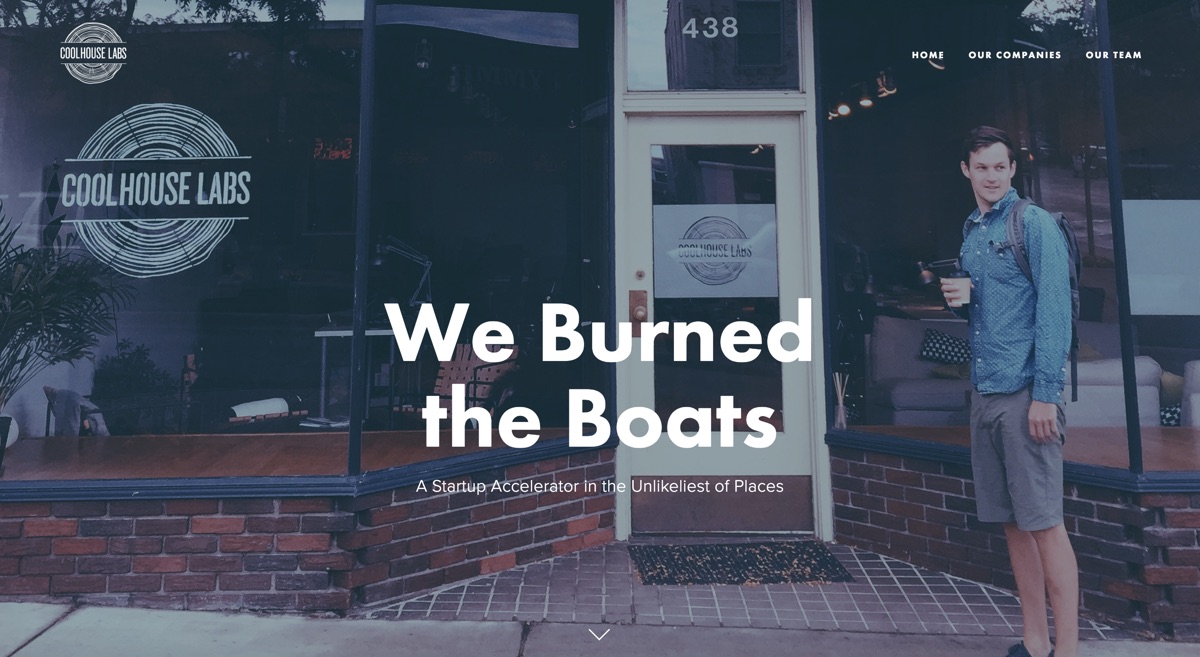 438
COOLHOUSE LABS
HOME OUR COMPANIES OUR TEAM
COOLHOUSE LABS
COOLHOUSE LABS
We Burned
the Boats
A Startup Accelerator in the Unlikeliest of Places